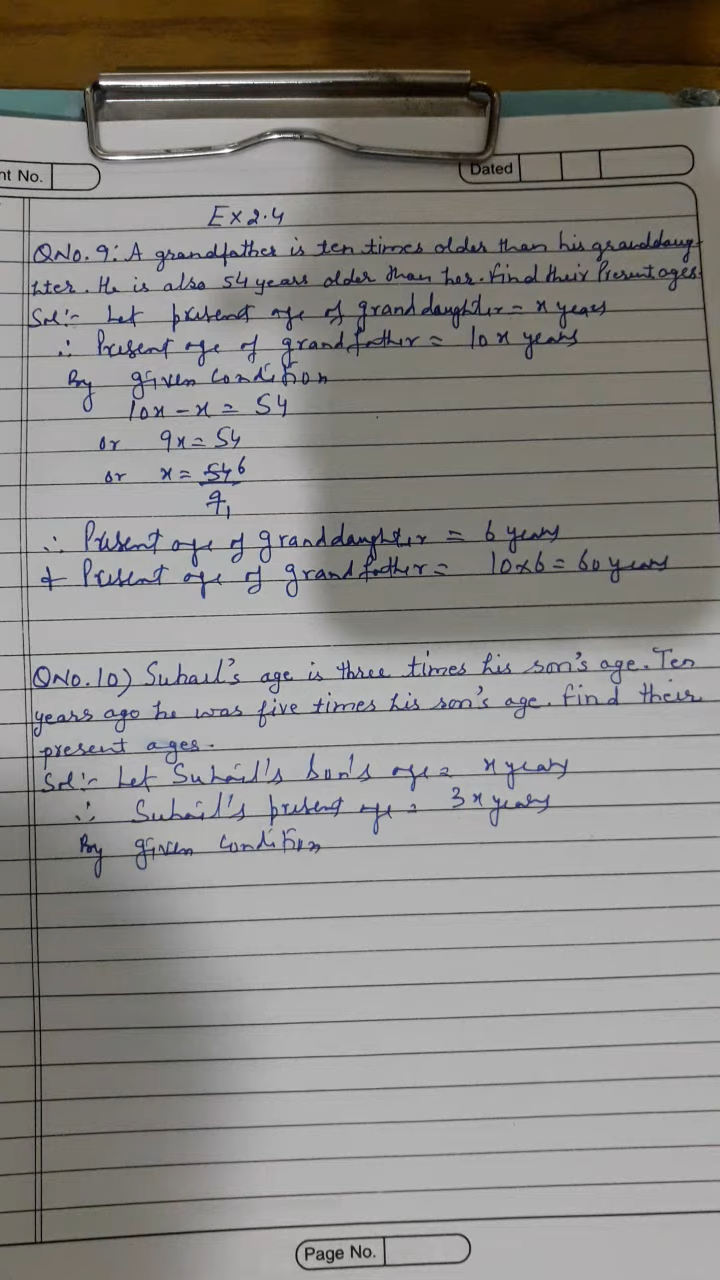 nt No.
Dated
Ex 2.4
QNo. 9: A grandfather is ten times older than his granddaug-
hter. He is also 54 years older than her. Find their Present ages.
Sol:- Let present age of granddaughter = x years
∴ Present age of grandfather = 10x years
By given condition
10x - x = 54
or 9x = 54
or x = 54 6
9 1
∴ Present age of granddaughter = 6 years
& Present age of grandfather = 10x6 = 60 years
QNo. 10) Suhail's age is three times his son's age. Ten
years ago he was five times his son's age. Find their
present ages.
Sol:- Let Suhail's son's age = x years
∴ Suhail's present age = 3x years
By given condition
Page No.